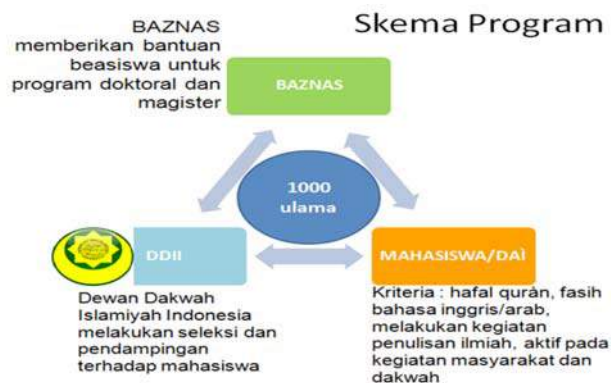 Skema Program
BAZNAS
memberikan bantuan
beasiswa untuk
program doktoral dan
magister
BAZNAS
1000
ulama
DDII
MAHASISWA/DAÌ
Dewan Dakwah
Islamiyah Indonesia
melakukan seleksi dan
pendampingan
terhadap mahasiswa
Kriteria : hafal quràn, fasih
bahasa inggris/arab,
melakukan kegiatan
penulisan ilmiah, aktif pada
kegiatan masyarakat dan
dakwah